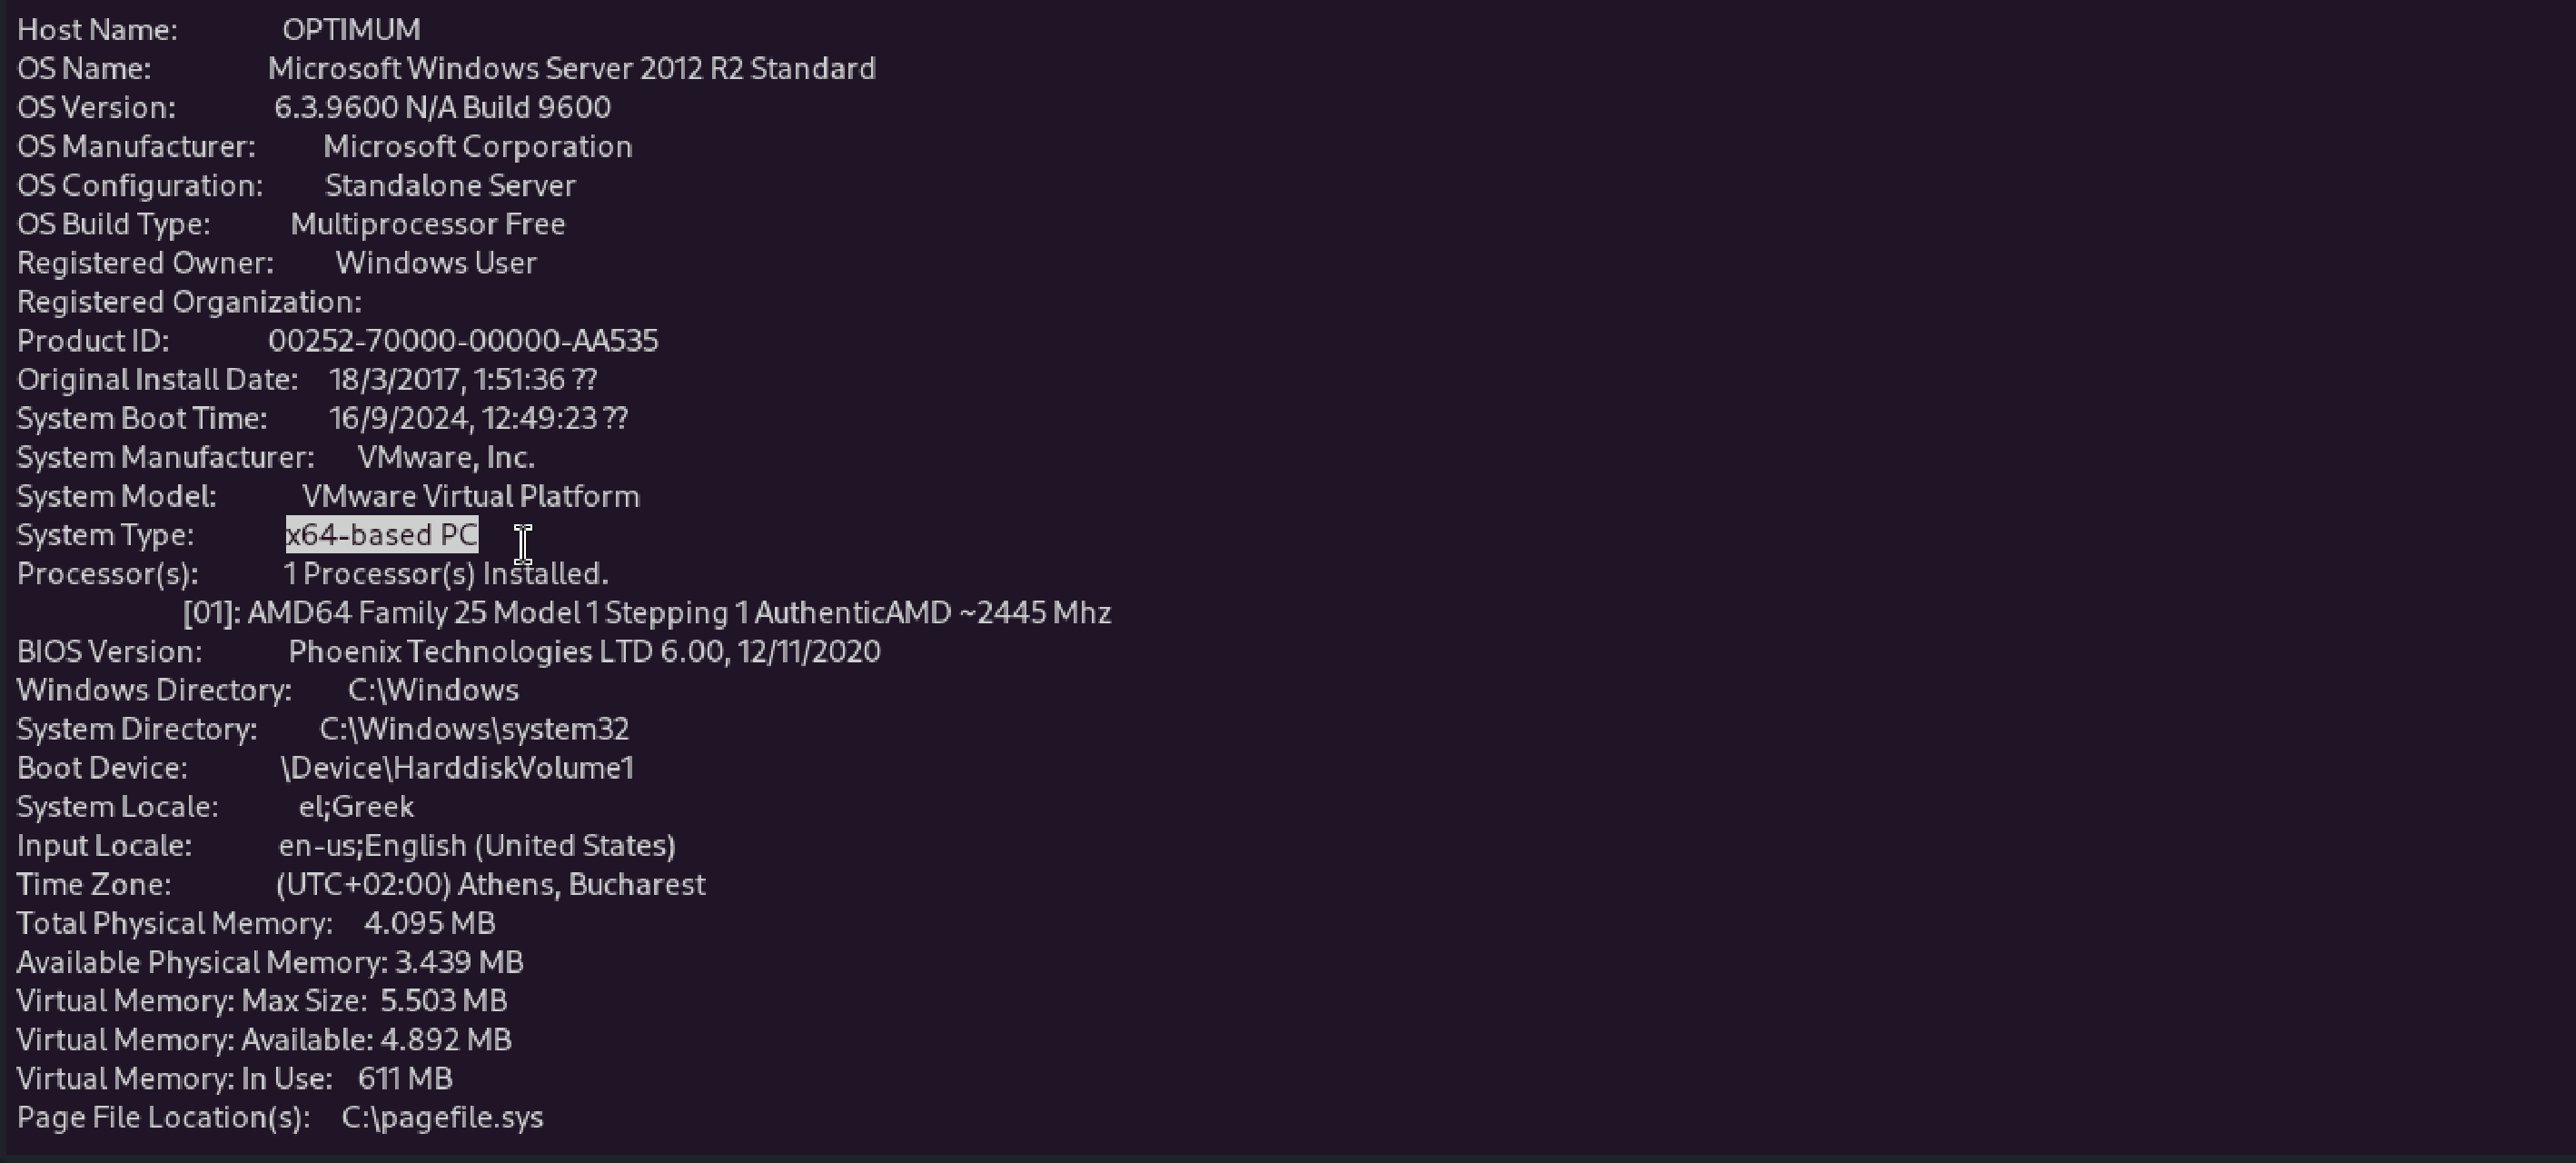 Host Name: OPTIMUM
OS Name: Microsoft Windows Server 2012 R2 Standard
OS Version: 6.3.9600 N/A Build 9600
OS Manufacturer: Microsoft Corporation
OS Configuration: Standalone Server
OS Build Type: Multiprocessor Free
Registered Owner: Windows User
Registered Organization:
Product ID: 00252-70000-00000-AA535
Original Install Date: 18/3/2017, 1:51:36 ??
System Boot Time: 16/9/2024, 12:49:23 ??
System Manufacturer: VMware, Inc.
System Model: VMware Virtual Platform
System Type: x64-based PC
Processor(s): 1 Processor(s) Installed.
[01]: AMD64 Family 25 Model 1 Stepping 1 AuthenticAMD ~2445 Mhz
BIOS Version: Phoenix Technologies LTD 6.00, 12/11/2020
Windows Directory: C:\Windows
System Directory: C:\Windows\system32
Boot Device: \Device\HarddiskVolume1
System Locale: el;Greek
Input Locale: en-us;English (United States)
Time Zone: (UTC+02:00) Athens, Bucharest
Total Physical Memory: 4.095 MB
Available Physical Memory: 3.439 MB
Virtual Memory: Max Size: 5.503 MB
Virtual Memory: Available: 4.892 MB
Virtual Memory: In Use: 611 MB
Page File Location(s): C:\pagefile.sys